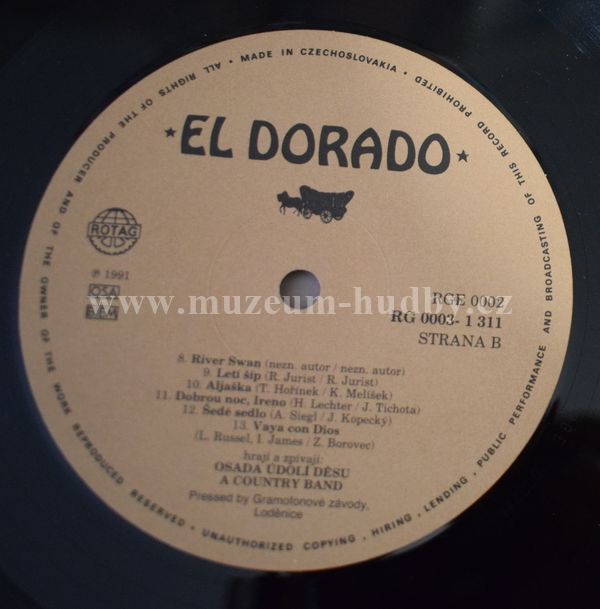 ALL RIGHTS OF THE PRODUCER AND OF THE OWNER OF THE WORK REPRODUCED RESERVED • UNAUTHORIZED COPYING, HIRING, LENDING, PUBLIC PERFORMANCE AND BROADCASTING OF THIS RECORD PROHIBITED • MADE IN CZECHOSLOVAKIA •
★ EL DORADO ★
ROTAG
℗ 1991
OSA
www.muzeum-hudby.cz
RGE 0002
RG 0003- 1 311
STRANA B
8. River Swan (nezn. autor / nezn. autor)
9. Letí šíp (R. Jurist / R. Jurist)
10. Aljaška (T. Hořínek / K. Melíšek)
11. Dobrou noc, Ireno (H. Lechter / J. Tichota)
12. Šedé sedlo (A. Siegl / J. Kopecký)
13. Vaya con Dios
(L. Russel, I. James / Z. Borovec)
hrají a zpívají:
OSADA ÚDOLÍ DĚSU
A COUNTRY BAND
Pressed by Gramofonové závody,
Loděnice